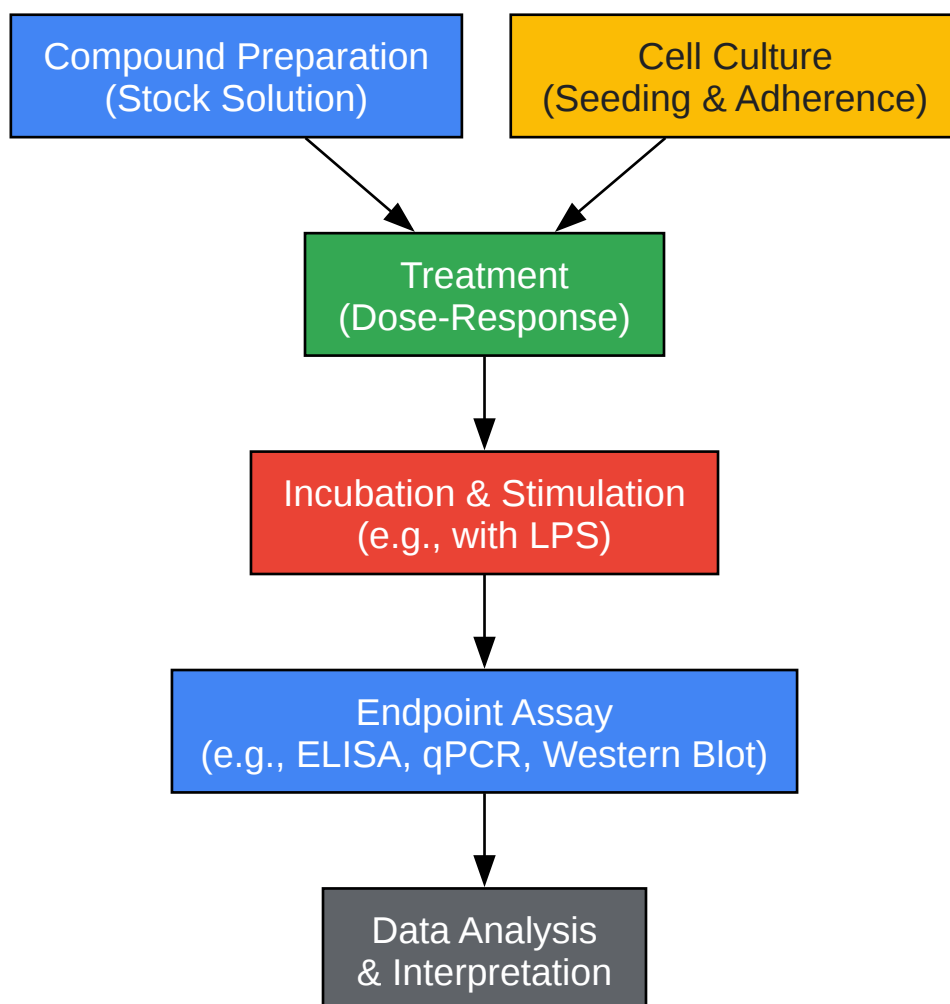 Compound Preparation
(Stock Solution)
Cell Culture
(Seeding & Adherence)
Treatment
(Dose-Response)
Incubation & Stimulation
(e.g., with LPS)
Endpoint Assay
(e.g., ELISA, qPCR, Western Blot)
Data Analysis
& Interpretation